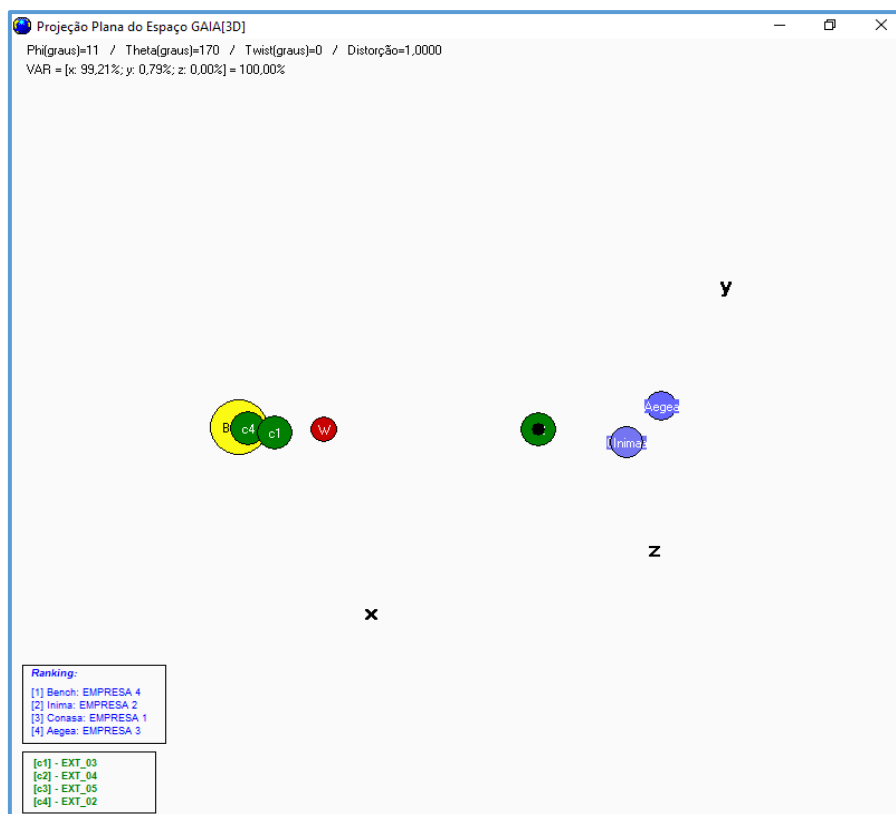 Projeção Plana do Espaço GAIA[3D]
Phi(graus)=11 / Theta(graus)=170 / Twist(graus)=0 / Distorção=1,0000
VAR = [x: 99,21%; y: 0,79%; z: 0,00%] = 100,00%
y
Aegea
B c4 c1 W
Inima
z
x
Ranking:
[1] Bench: EMPRESA 4
[2] Inima: EMPRESA 2
[3] Conasa: EMPRESA 1
[4] Aegea: EMPRESA 3
[c1] - EXT_03
[c2] - EXT_04
[c3] - EXT_05
[c4] - EXT_02